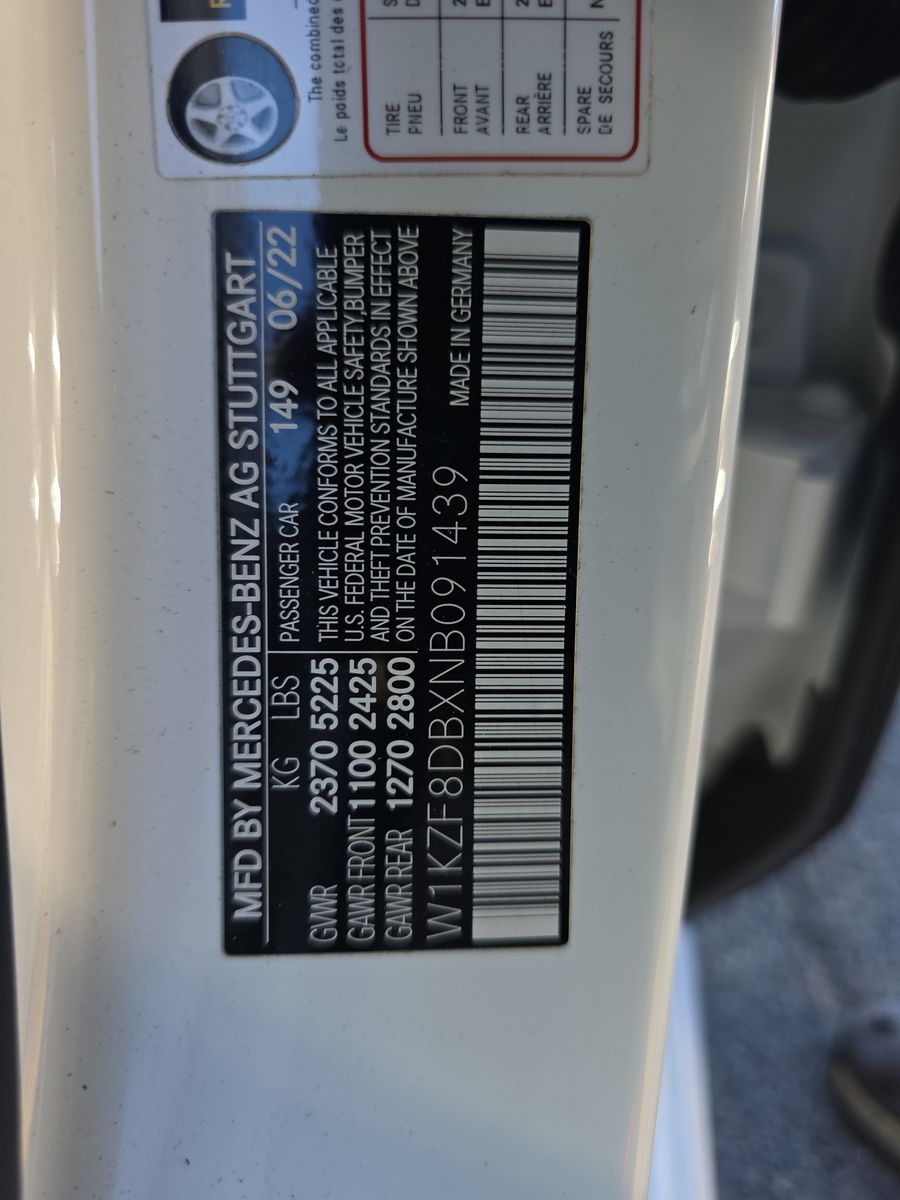 MFD BY MERCEDES-BENZ AG STUTTGART
KG LBS PASSENGER CAR 149 06/22
GVWR 2370 5225 THIS VEHICLE CONFORMS TO ALL APPLICABLE
GAWR FRONT 1100 2425 U.S. FEDERAL MOTOR VEHICLE SAFETY,BUMPER
GAWR REAR 1270 2800 AND THEFT PREVENTION STANDARDS IN EFFECT
ON THE DATE OF MANUFACTURE SHOWN ABOVE
W1KZF8DBXNB091439 MADE IN GERMANY
The combined
Le poids total des
TIRE
PNEU
FRONT 2
AVANT E
REAR 2
ARRIÈRE E
SPARE N
DE SECOURS